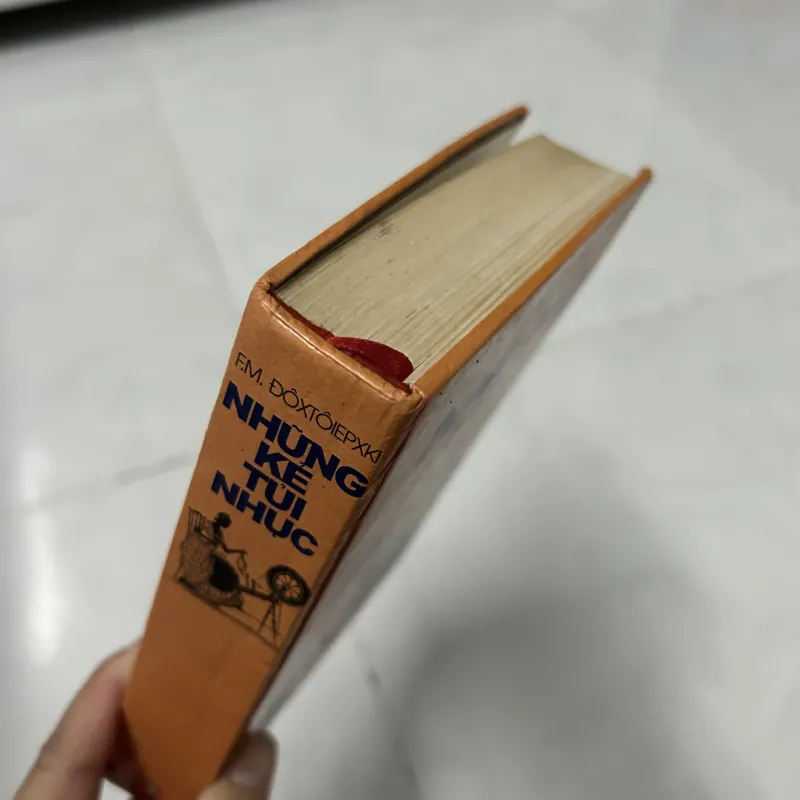 F.M. ĐÔXTÔIEPXKI
NHỮNG
KẺ
TỦI
NHỤC